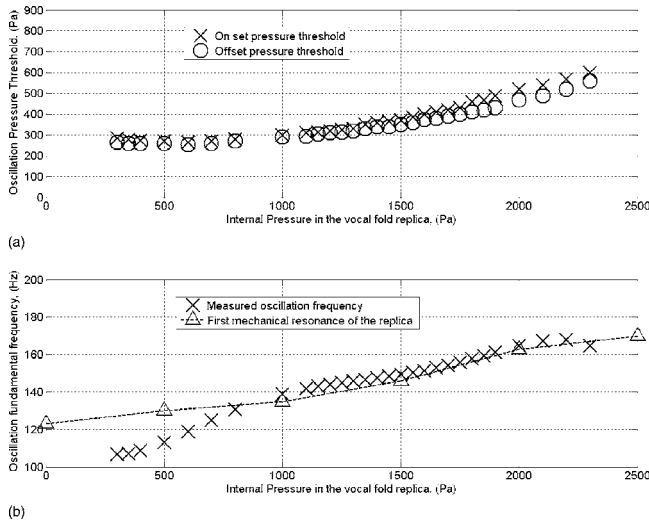 900
800
700
600
500
400
300
200
100
0
Oscillation Pressure Threshold. (Pa)
On set pressure threshold
Offset pressure threshold
0 500 1000 1500 2000 2500
Internal Pressure in the vocal fold replica, (Pa)
(a)
200
180
160
140
120
100
Oscillation fundamental frequency, (Hz)
Measured oscillation frequency
First mechanical resonance of the replica
0 500 1000 1500 2000 2500
Internal Pressure in the vocal fold replica. (Pa)
(b)